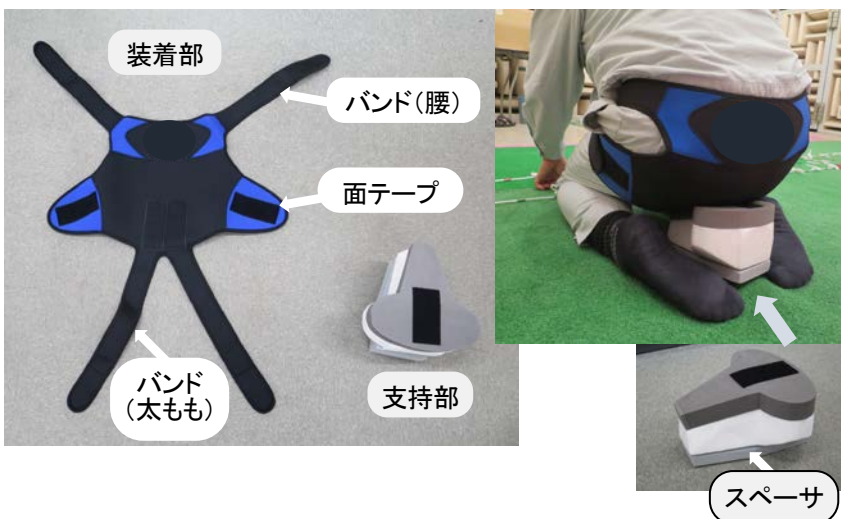 装着部
バンド(腰)
面テープ
バンド
(太もも)
支持部
スペーサ